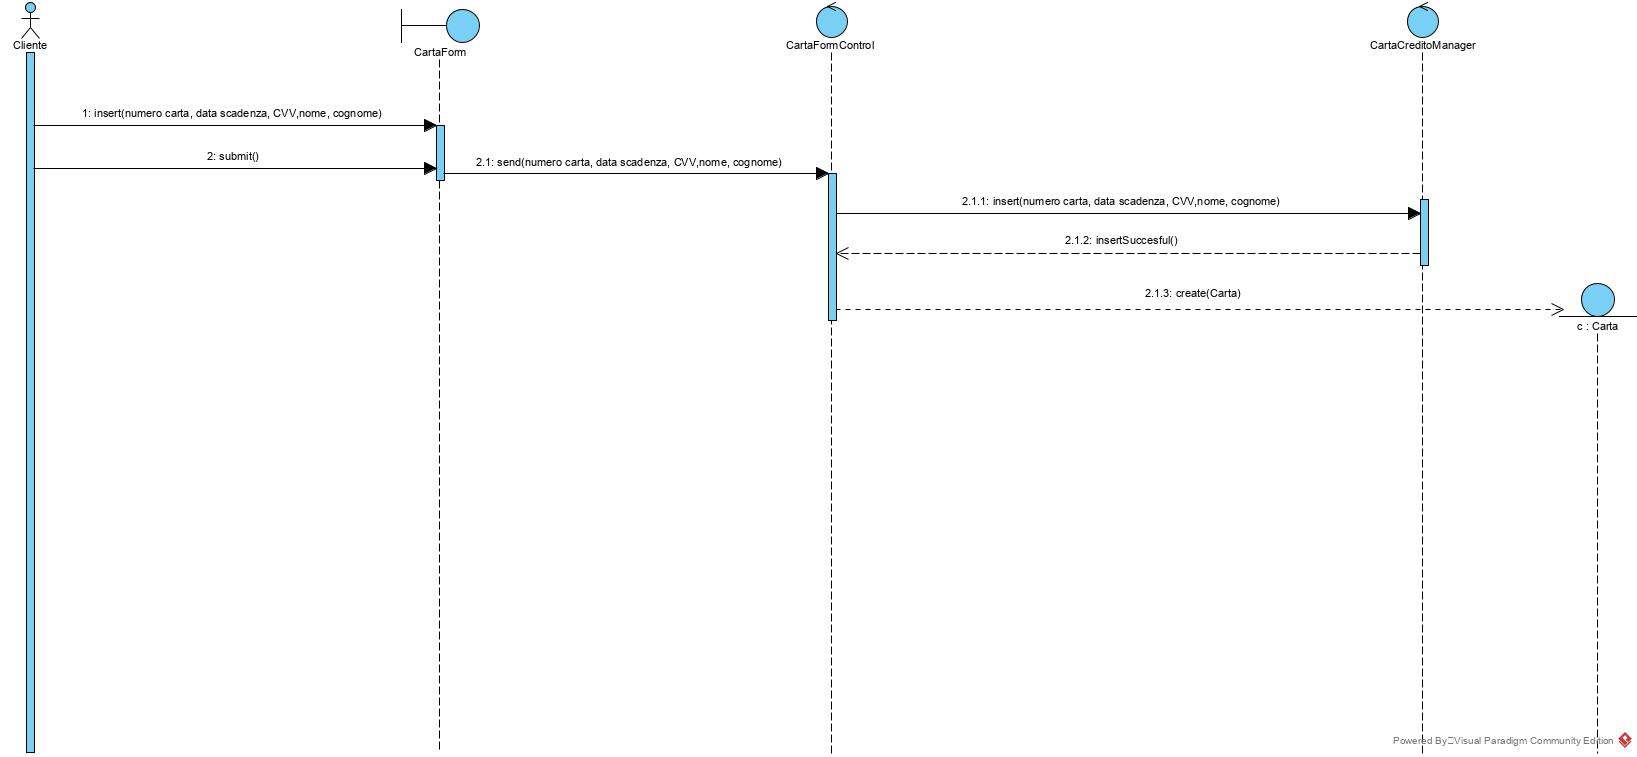 Cliente
CartaForm
CartaFormControl
CartaCreditoManager
1: insert(numero carta, data scadenza, CVV,nome, cognome)
2: submit()
2.1: send(numero carta, data scadenza, CVV,nome, cognome)
2.1.1: insert(numero carta, data scadenza, CVV,nome, cognome)
2.1.2: insertSuccesful()
2.1.3: create(Carta)
c : Carta
Powered By Visual Paradigm Community Edition